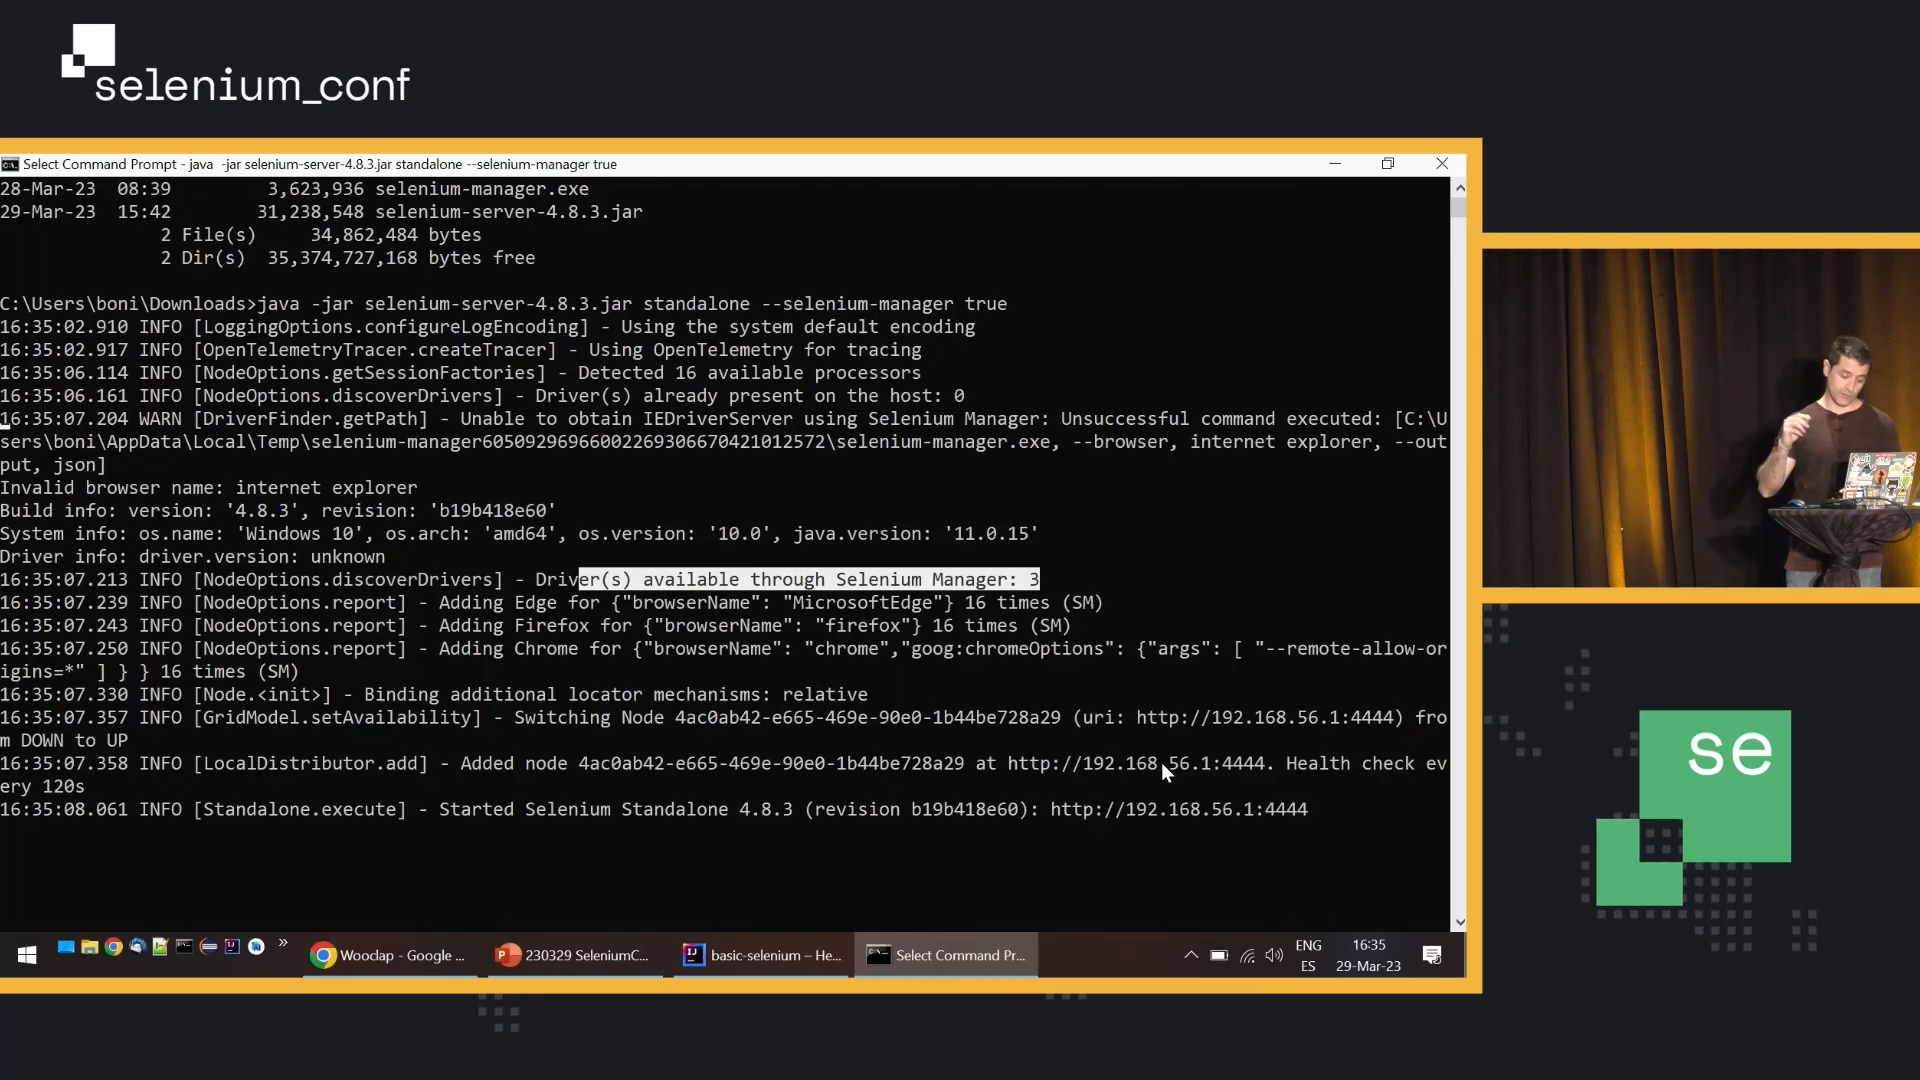 selenium_conf
Select Command Prompt - java -jar selenium-server-4.8.3.jar standalone --selenium-manager true
28-Mar-23 08:39 3,623,936 selenium-manager.exe
29-Mar-23 15:42 31,238,548 selenium-server-4.8.3.jar
2 File(s) 34,862,484 bytes
2 Dir(s) 35,374,727,168 bytes free
C:\Users\boni\Downloads>java -jar selenium-server-4.8.3.jar standalone --selenium-manager true
16:35:02.910 INFO [LoggingOptions.configureLogEncoding] - Using the system default encoding
16:35:02.917 INFO [OpenTelemetryTracer.createTracer] - Using OpenTelemetry for tracing
16:35:06.114 INFO [NodeOptions.getSessionFactories] - Detected 16 available processors
16:35:06.161 INFO [NodeOptions.discoverDrivers] - Driver(s) already present on the host: 0
16:35:07.204 WARN [DriverFinder.getPath] - Unable to obtain IEDriverServer using Selenium Manager: Unsuccessful command executed: [C:\U
sers\boni\AppData\Local\Temp\selenium-manager6050929696600226930667042101257​2\selenium-manager.exe, --browser, internet explorer, --out
put, json]
Invalid browser name: internet explorer
Build info: version: '4.8.3', revision: 'b19b418e60'
System info: os.name: 'Windows 10', os.arch: 'amd64', os.version: '10.0', java.version: '11.0.15'
Driver info: driver.version: unknown
16:35:07.213 INFO [NodeOptions.discoverDrivers] - Driver(s) available through Selenium Manager: 3
16:35:07.239 INFO [NodeOptions.report] - Adding Edge for {"browserName": "MicrosoftEdge"} 16 times (SM)
16:35:07.243 INFO [NodeOptions.report] - Adding Firefox for {"browserName": "firefox"} 16 times (SM)
16:35:07.250 INFO [NodeOptions.report] - Adding Chrome for {"browserName": "chrome","goog:chromeOptions": {"args": [ "--remote-allow-or
igins=*" ] } } 16 times (SM)
16:35:07.330 INFO [Node.<init>] - Binding additional locator mechanisms: relative
16:35:07.357 INFO [GridModel.setAvailability] - Switching Node 4ac0ab42-e665-469e-90e0-1b44be728a29 (uri: http://192.168.56.1:4444) fro
m DOWN to UP
16:35:07.358 INFO [LocalDistributor.add] - Added node 4ac0ab42-e665-469e-90e0-1b44be728a29 at http://192.168.56.1:4444. Health check ev
ery 120s
16:35:08.061 INFO [Standalone.execute] - Started Selenium Standalone 4.8.3 (revision b19b418e60): http://192.168.56.1:4444
Woodap - Google ...
230329 SeleniumC...
basic-selenium – He...
Select Command Pr...
ENG
ES
16:35
29-Mar-23
se